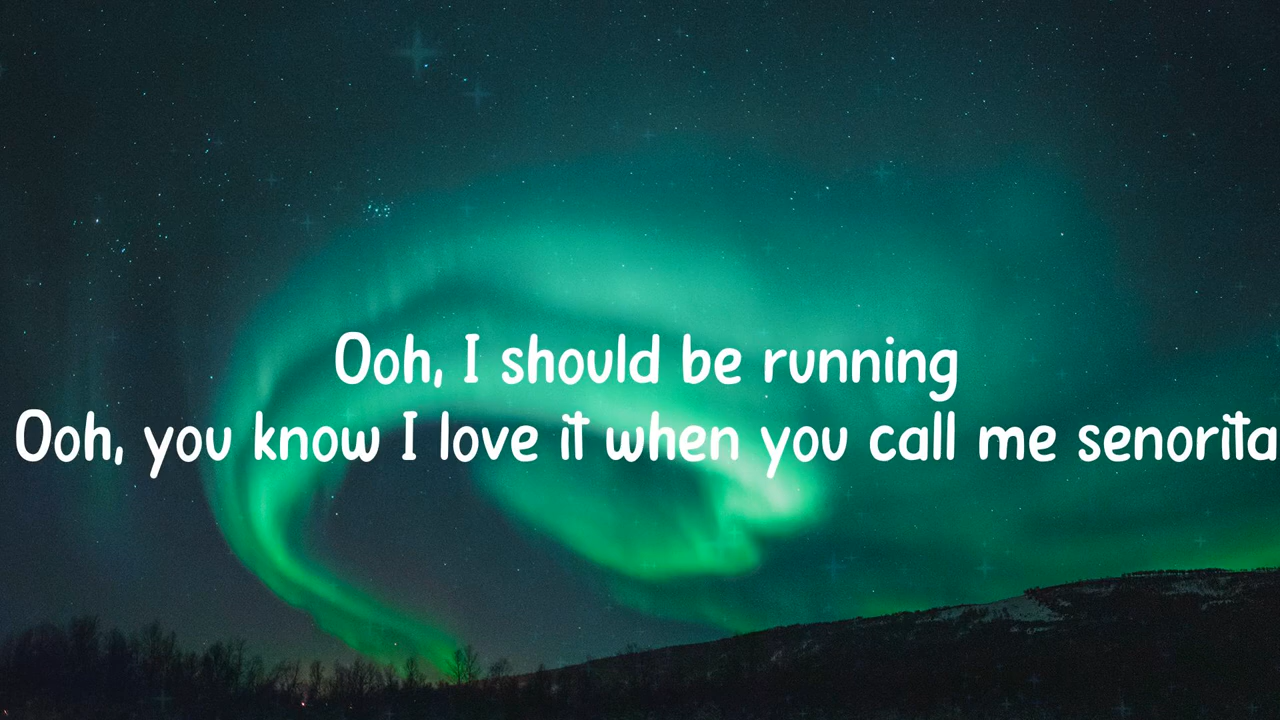 Ooh, I should be running
Ooh, you know I love it when you call me senorita